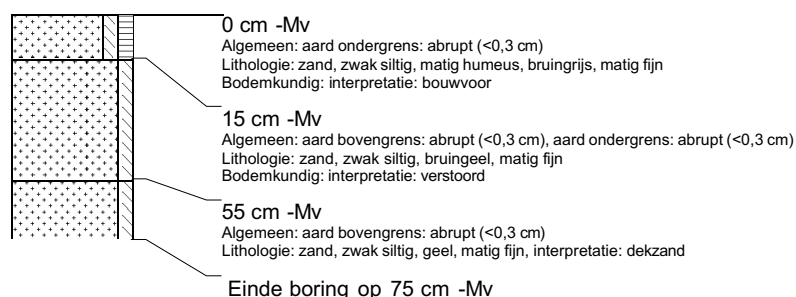 0 cm -Mv
Algemeen: aard ondergrens: abrupt (<0,3 cm)
Lithologie: zand, zwak siltig, matig humeus, bruingrijs, matig fijn
Bodemkundig: interpretatie: bouwvoor
15 cm -Mv
Algemeen: aard bovengrens: abrupt (<0,3 cm), aard ondergrens: abrupt (<0,3 cm)
Lithologie: zand, zwak siltig, bruingeel, matig fijn
Bodemkundig: interpretatie: verstoord
55 cm -Mv
Algemeen: aard bovengrens: abrupt (<0,3 cm)
Lithologie: zand, zwak siltig, geel, matig fijn, interpretatie: dekzand
Einde boring op 75 cm -Mv